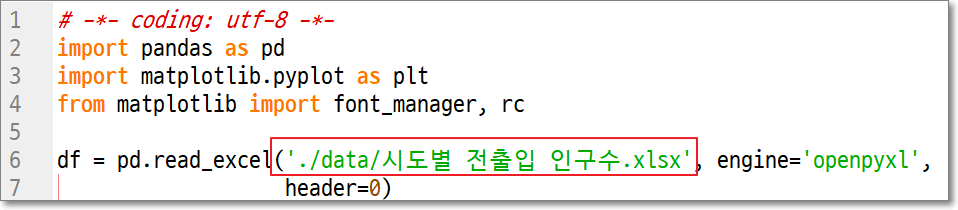 1 # -*- coding: utf-8 -*-
2 import pandas as pd
3 import matplotlib.pyplot as plt
4 from matplotlib import font_manager, rc
5
6 df = pd.read_excel('./data/시도별 전출입 인구수.xlsx', engine='openpyxl',
7 header=0)